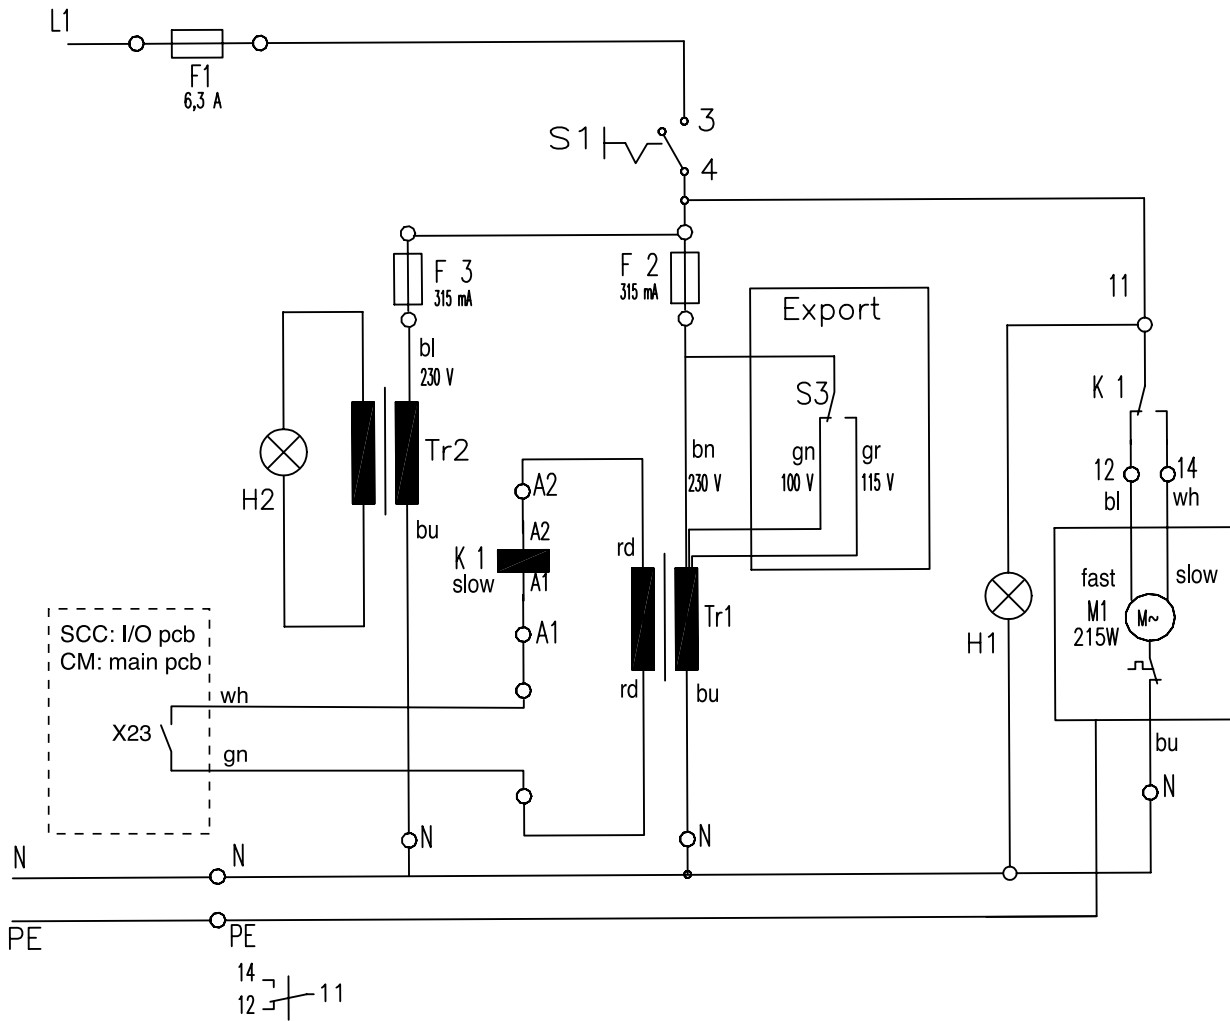 L1
F1
6,3 A
S1
3
4
F 3
315 mA
F 2
315 mA
Export
11
bl
230 V
S3
K 1
Tr2
H2
bn
230 V
gn
100 V
gr
115 V
12
14
bl
wh
A2
A2
bu
K 1
slow
A1
rd
Tr1
fast
slow
M1
215W
M~
H1
A1
SCC: I/O pcb
CM: main pcb
rd
bu
wh
X23
gn
bu
N
N
N
N
N
PE
PE
14
12
11